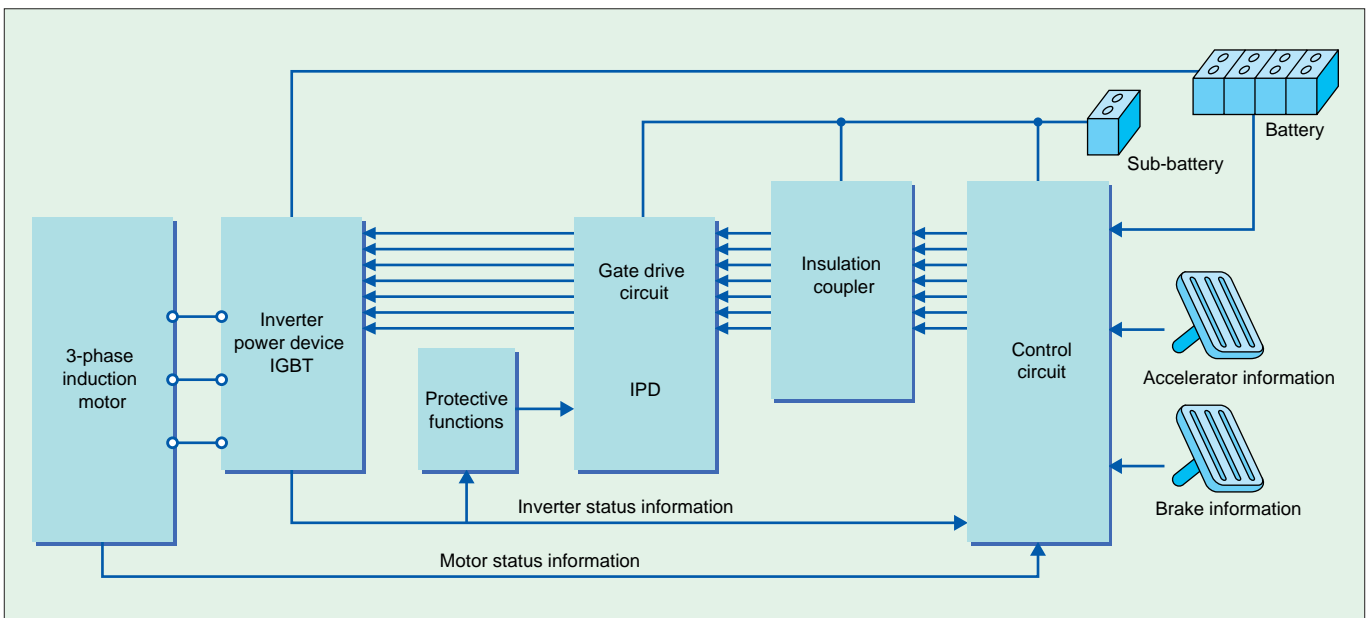 Battery
Sub-battery
3-phase
induction
motor
Inverter
power device
IGBT
Gate drive
circuit
IPD
Insulation
coupler
Control
circuit
Protective
functions
Accelerator information
Brake information
Inverter status information
Motor status information